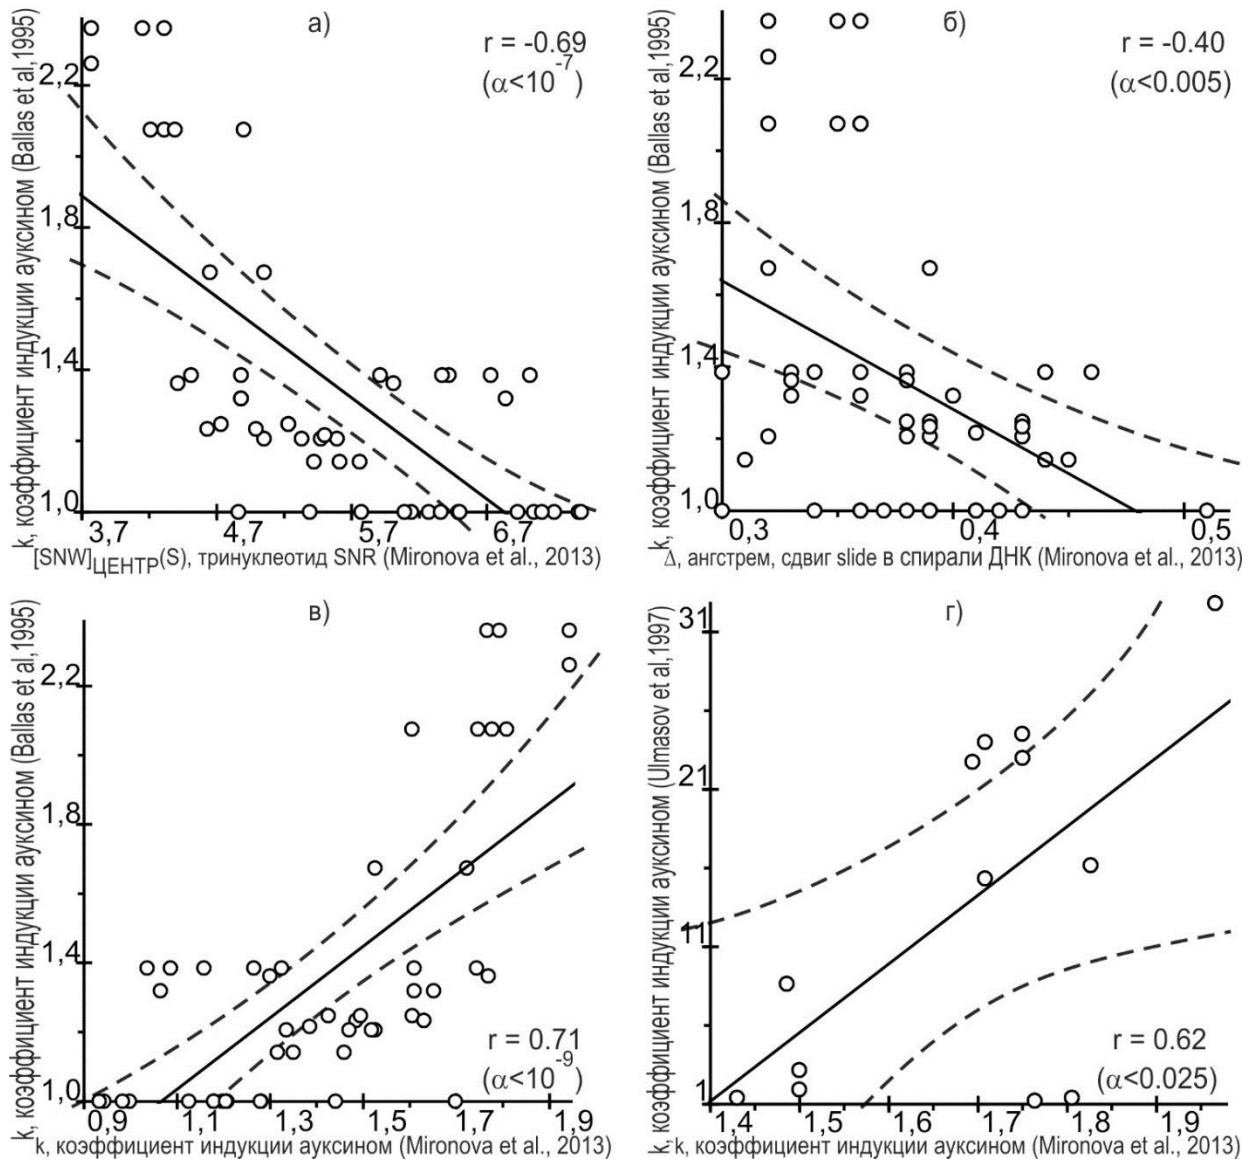 а)
r = -0.69
(α<10⁻⁷)
k, коэффициент индукции ауксином (Ballas et al,1995)
2,2
1,8
1,4
1,0
3,7 4,7 5,7 6,7
[SNW]ЦЕНТР(S), тринуклеотид SNR (Mironova et al., 2013)
б)
r = -0.40
(α<0.005)
k, коэффициент индукции ауксином (Ballas et al,1995)
2,2
1,8
1,4
1,0
0,3 0,4 0,5
Δ, ангстрем, сдвиг slide в спирали ДНК (Mironova et al., 2013)
в)
k, коэффициент индукции ауксином (Ballas et al,1995)
2,2
1,8
1,4
1,0
r = 0.71
(α<10⁻⁹)
0,9 1,1 1,3 1,5 1,7 1,9
k, коэффициент индукции ауксином (Mironova et al., 2013)
г)
k, коэффициент индукции ауксином (Ulmasov et al,1997)
31
21
11
1
r = 0.62
(α<0.025)
1,4 1,5 1,6 1,7 1,8 1,9
k, коэффициент индукции ауксином (Mironova et al., 2013)